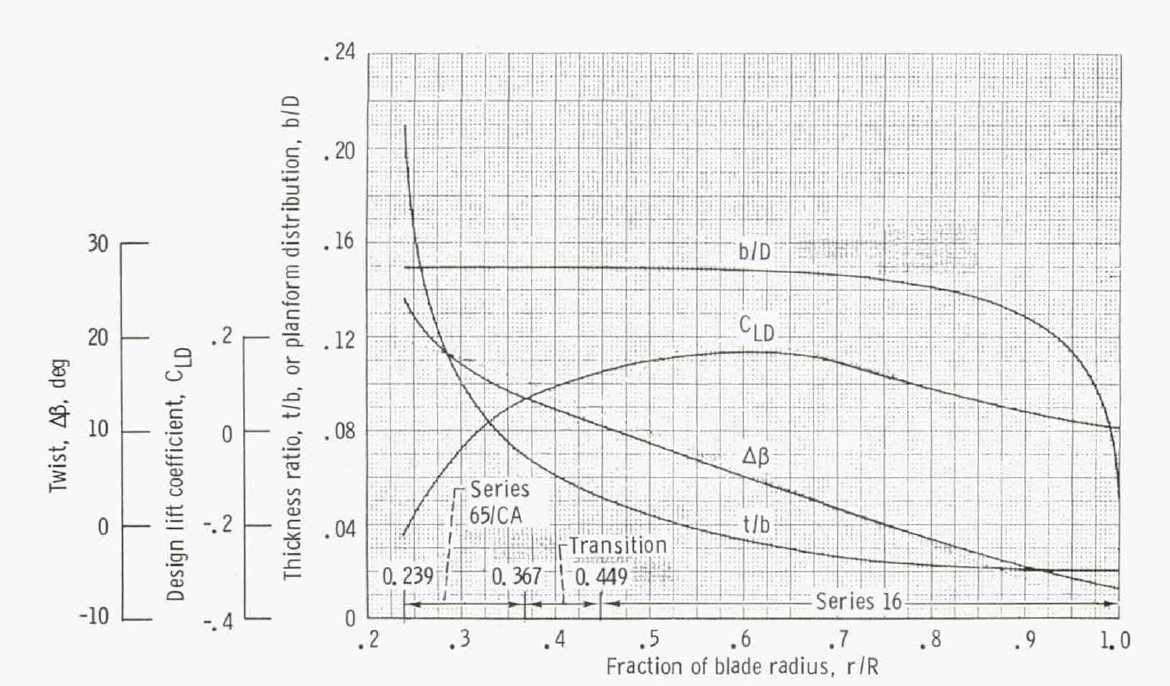 Twist, Δβ, deg
30
20
10
0
-10
Design lift coefficient, C_LD
.2
0
-.2
-.4
Thickness ratio, t/b, or planform distribution, b/D
.24
.20
.16
.12
.08
.04
0
b/D
C_LD
Δβ
t/b
Series
65/CA
Transition
0.239
0.367
0.449
Series 16
.2 .3 .4 .5 .6 .7 .8 .9 1.0
Fraction of blade radius, r/R